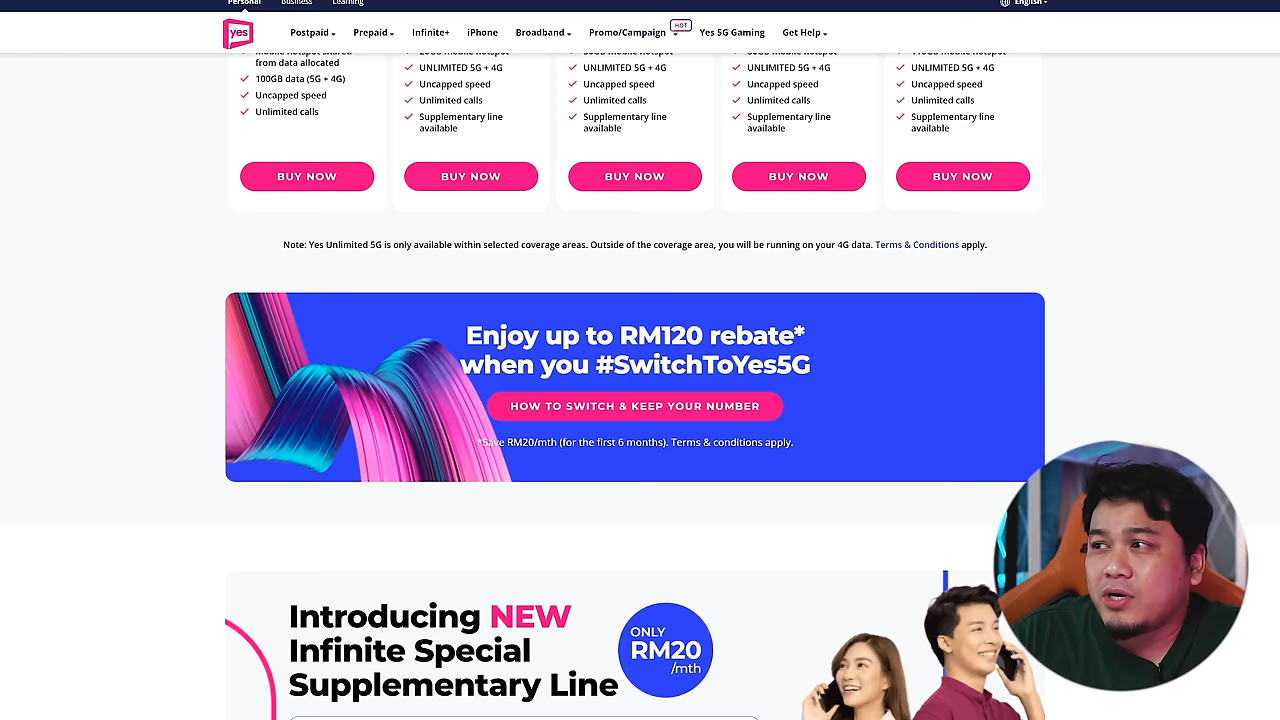 Personal Business Learning English
yes Postpaid Prepaid Infinite+ iPhone Broadband Promo/Campaign HOT Yes 5G Gaming Get Help
from data allocated
100GB data (5G + 4G)
Uncapped speed
Unlimited calls
UNLIMITED 5G + 4G
Uncapped speed
Unlimited calls
Supplementary line
available
UNLIMITED 5G + 4G
Uncapped speed
Unlimited calls
Supplementary line
available
UNLIMITED 5G + 4G
Uncapped speed
Unlimited calls
Supplementary line
available
UNLIMITED 5G + 4G
Uncapped speed
Unlimited calls
Supplementary line
available
BUY NOW BUY NOW BUY NOW BUY NOW BUY NOW
Note: Yes Unlimited 5G is only available within selected coverage areas. Outside of the coverage area, you will be running on your 4G data. Terms & Conditions apply.
Enjoy up to RM120 rebate*
when you #SwitchToYes5G
HOW TO SWITCH & KEEP YOUR NUMBER
*Save RM20/mth (for the first 6 months). Terms & conditions apply.
Introducing NEW
Infinite Special
Supplementary Line
ONLY
RM20
/mth